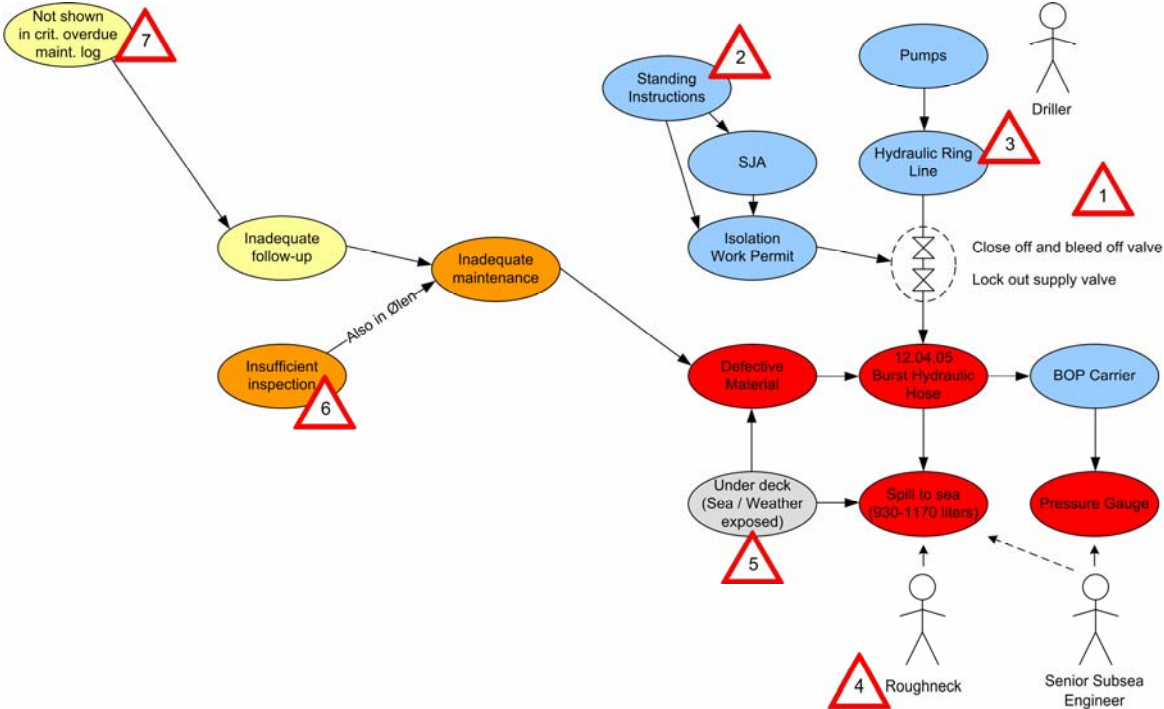 Not shown
in crit. overdue
maint. log
7
Standing
Instructions
2
Pumps
Driller
SJA
Hydraulic Ring
Line
3
1
Inadequate
follow-up
Inadequate
maintenance
Isolation
Work Permit
Close off and bleed off valve
Lock out supply valve
Also in Ølen
Insufficient
inspection
6
Defective
Material
12.04.05
Burst Hydraulic
Hose
BOP Carrier
Under deck
(Sea / Weather
exposed)
5
Spill to sea
(930-1170 liters)
Pressure Gauge
4
Roughneck
Senior Subsea
Engineer